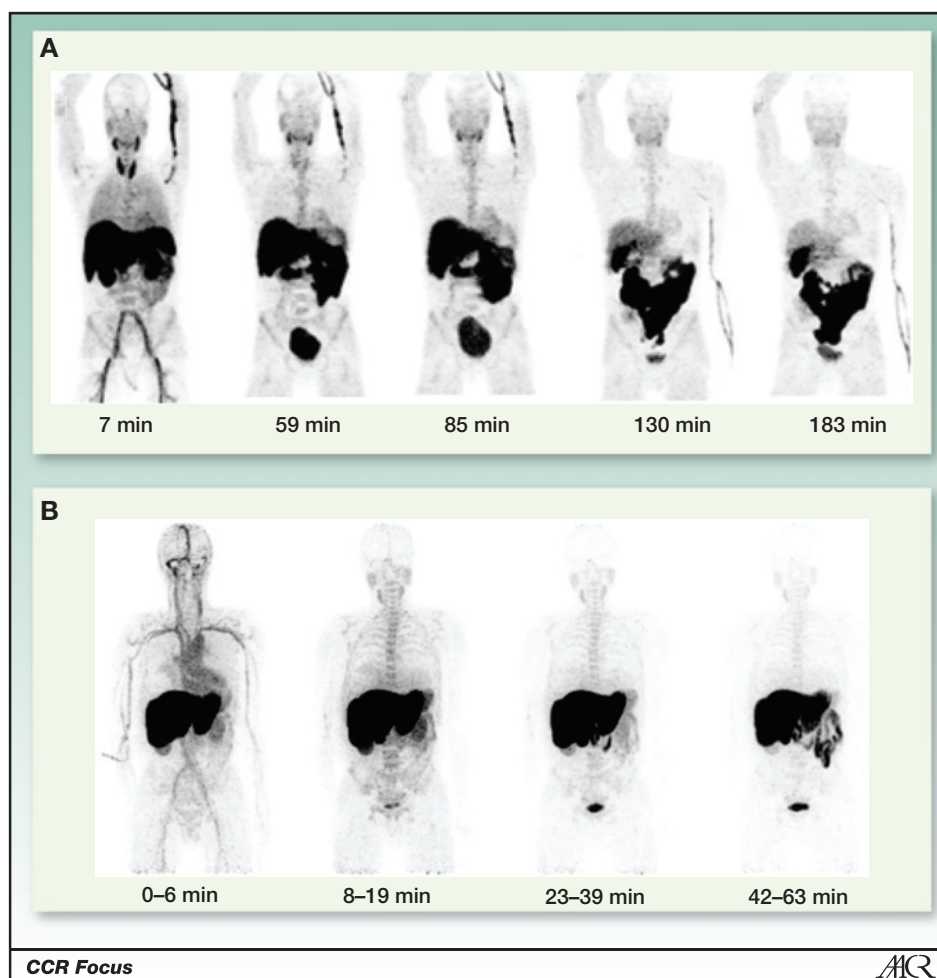 A
7 min
59 min
85 min
130 min
183 min
B
0–6 min
8–19 min
23–39 min
42–63 min
CCR Focus
AACR